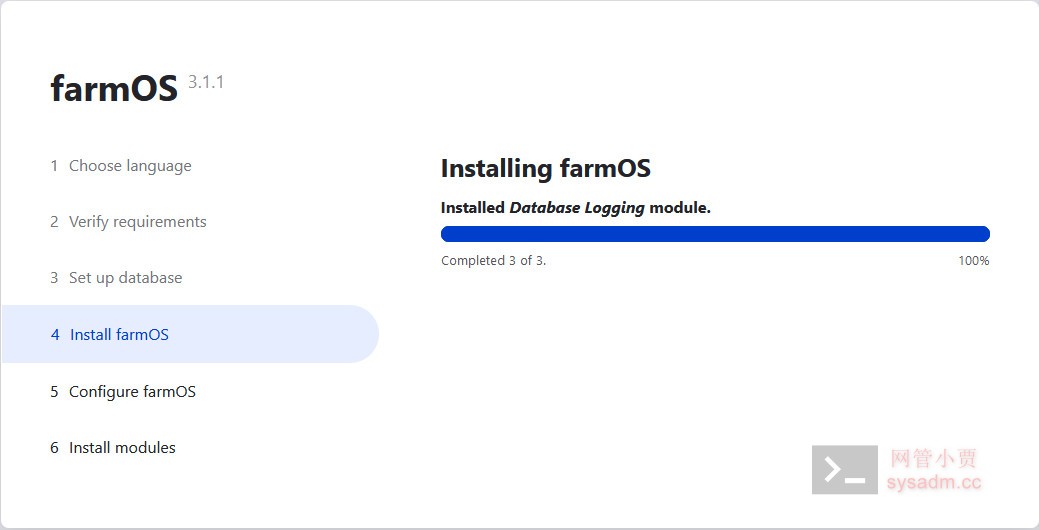 farmOS 3.1.1
1 Choose language
2 Verify requirements
3 Set up database
4 Install farmOS
5 Configure farmOS
6 Install modules
Installing farmOS
Installed Database Logging module.
Completed 3 of 3. 100%
网管小贾
sysadm.cc